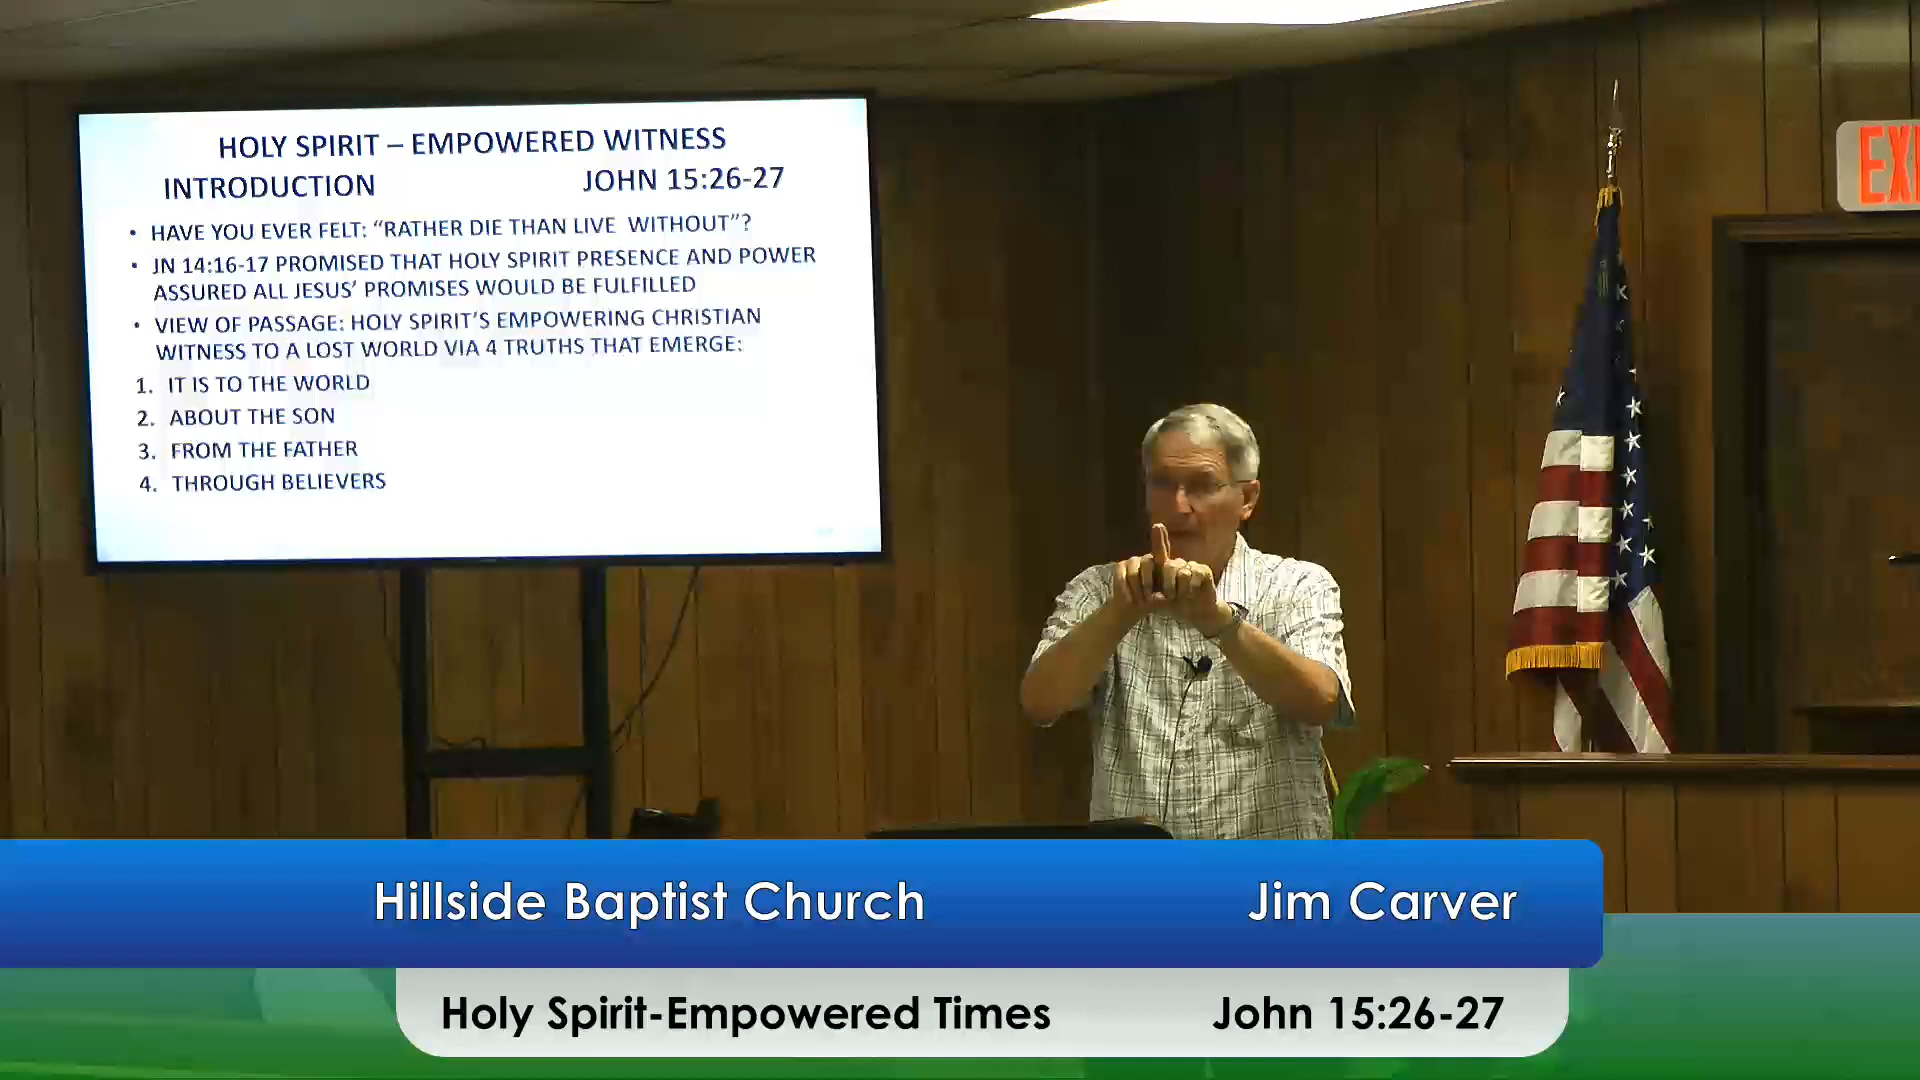 HOLY SPIRIT – EMPOWERED WITNESS
INTRODUCTION JOHN 15:26-27
• HAVE YOU EVER FELT: “RATHER DIE THAN LIVE WITHOUT”?
• JN 14:16-17 PROMISED THAT HOLY SPIRIT PRESENCE AND POWER
ASSURED ALL JESUS’ PROMISES WOULD BE FULFILLED
• VIEW OF PASSAGE: HOLY SPIRIT’S EMPOWERING CHRISTIAN
WITNESS TO A LOST WORLD VIA 4 TRUTHS THAT EMERGE:
1. IT IS TO THE WORLD
2. ABOUT THE SON
3. FROM THE FATHER
4. THROUGH BELIEVERS
Hillside Baptist Church Jim Carver
Holy Spirit-Empowered Times John 15:26-27